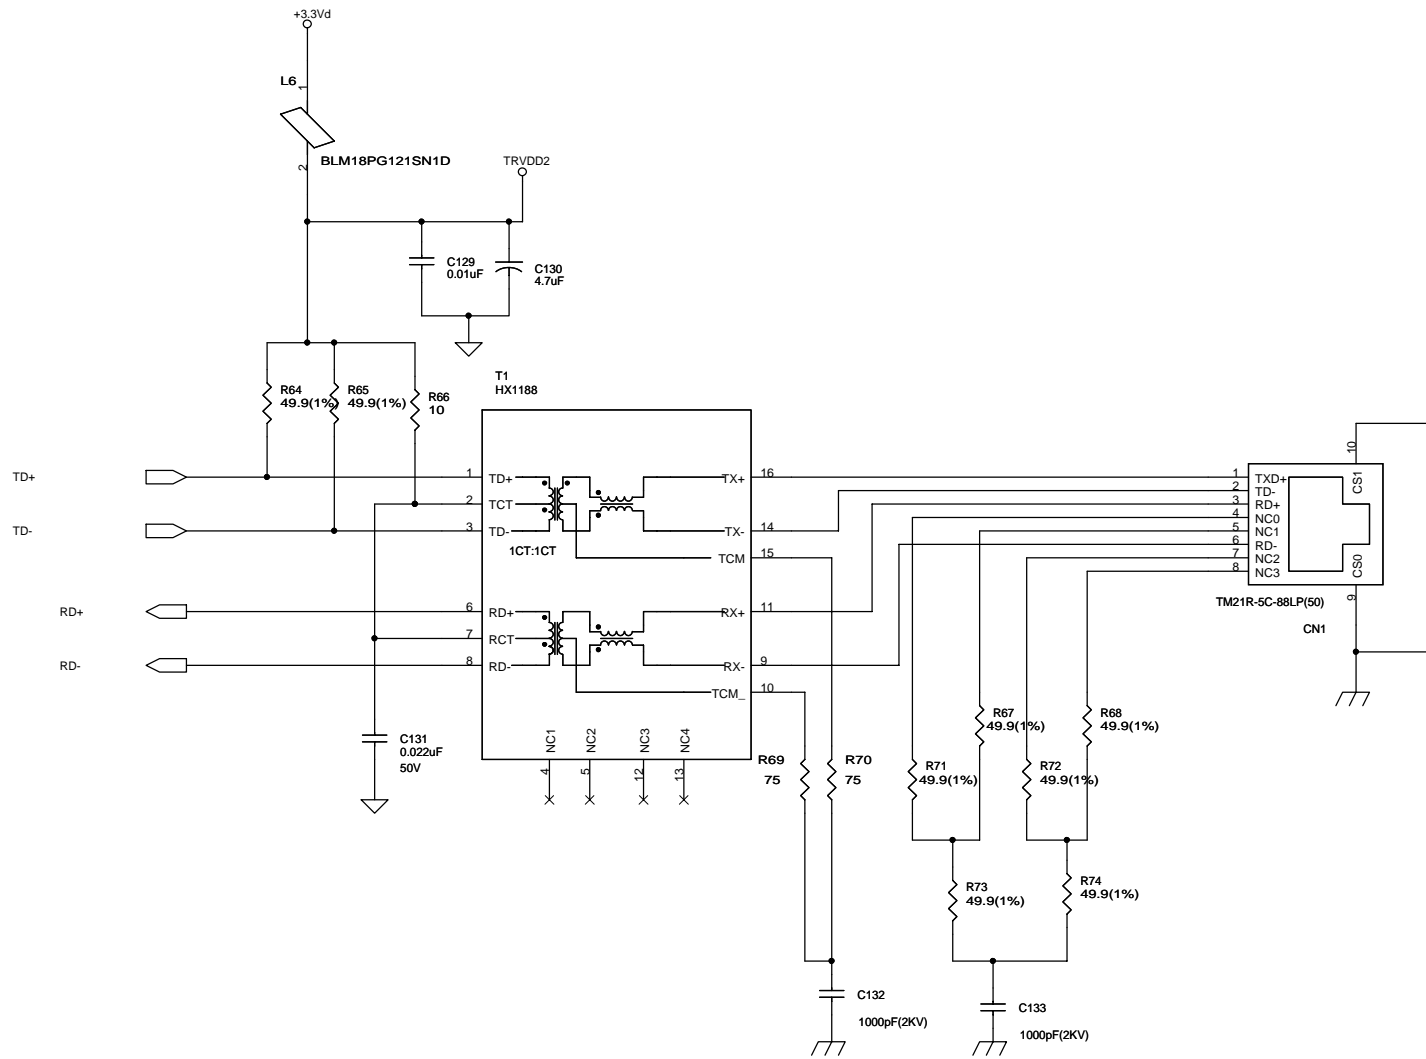 +3.3Vd
L6
1
BLM18PG121SN1D
2
TRVDD2
C129
0.01uF
C130
4.7uF
T1
HX1188
R64
49.9(1%)
R65
49.9(1%)
R66
10
TD+
TD-
RD+
RD-
1
2
3
6
7
8
TD+
TCT
TD-
1CT:1CT
RD+
RCT
RD-
TX+
TX-
TCM
RX+
RX-
TCM_
16
14
15
11
9
10
NC1
NC2
NC3
NC4
4
5
12
13
C131
0.022uF
50V
R69
75
R70
75
1
2
3
4
5
6
7
8
TXD+
TD-
RD+
NC0
NC1
RD-
NC2
NC3
10
CS1
CS0
9
TM21R-5C-88LP(50)
CN1
R67
49.9(1%)
R68
49.9(1%)
R71
49.9(1%)
R72
49.9(1%)
R73
49.9(1%)
R74
49.9(1%)
C132
1000pF(2KV)
C133
1000pF(2KV)